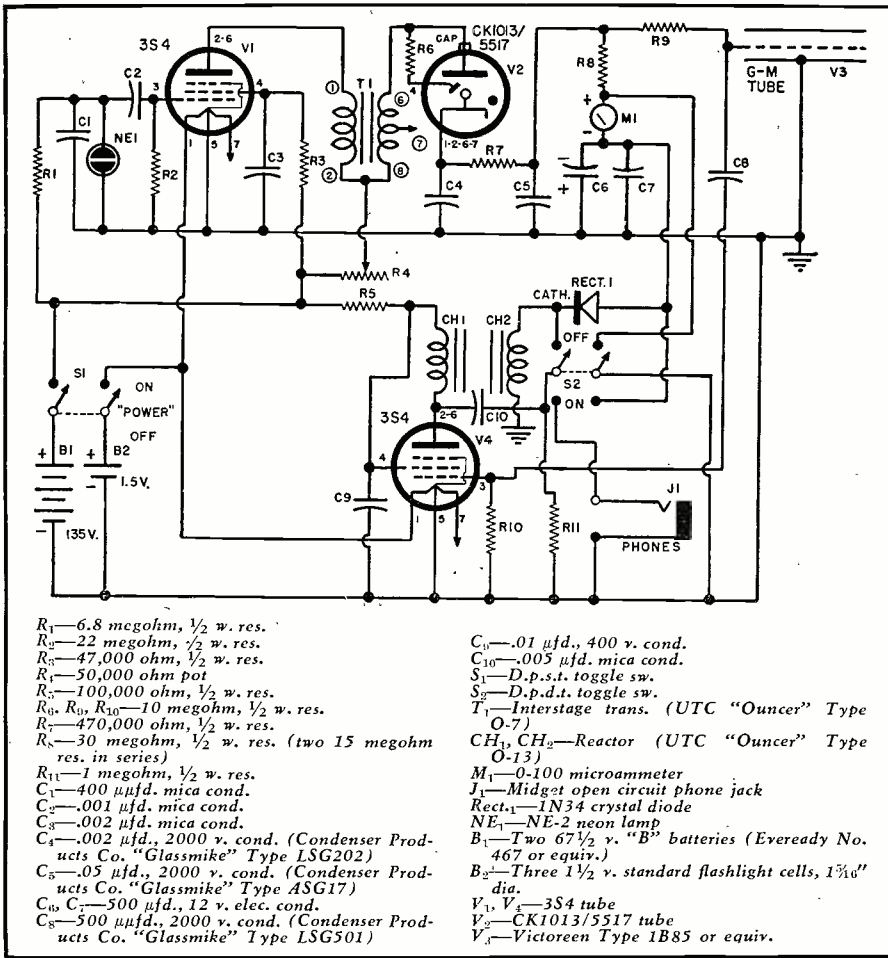 3S4
V1
2-6
C2
3
4
1
5
7
C1
NE1
R1
R2
C3
R3
T1
①
②
⑥
⑦
⑧
R4
R5
R6
CAP
CK1013/
5517
V2
4
1-2-6-7
R7
C4
C5
R8
R9
+
M1
-
-
+
C6
C7
G-M
TUBE
V3
C8
S1
ON
"POWER"
OFF
+
B1
-
135V.
+
B2
-
1.5V.
CH1
CH2
CATH.
RECT.1
OFF
S2
ON
C10
3S4
2-6
V4
4
3
1
5
7
C9
R10
R11
J1
PHONES
R1—6.8 megohm, 1/2 w. res.
R2—22 megohm, 1/2 w. res.
R3—47,000 ohm, 1/2 w. res.
R4—50,000 ohm pot
R5—100,000 ohm, 1/2 w. res.
R6, R9, R10—10 megohm, 1/2 w. res.
R7—470,000 ohm, 1/2 w. res.
R8—30 megohm, 1/2 w. res. (two 15 megohm
res. in series)
R11—1 megohm, 1/2 w. res.
C1—400 μμfd. mica cond.
C2—.001 μfd. mica cond.
C3—.002 μfd. mica cond.
C4—.002 μfd., 2000 v. cond. (Condenser Prod-
ucts Co. "Glassmike" Type LSG202)
C5—.05 μfd., 2000 v. cond. (Condenser Prod-
ucts Co. "Glassmike" Type ASG17)
C6, C7—500 μfd., 12 v. elec. cond.
C8—500 μμfd., 2000 v. cond. (Condenser Prod-
ucts Co. "Glassmike" Type LSG501)
C9—.01 μfd., 400 v. cond.
C10—.005 μfd. mica cond.
S1—D.p.s.t. toggle sw.
S2—D.p.d.t. toggle sw.
T1—Interstage trans. (UTC "Ouncer" Type
O-7)
CH1, CH2—Reactor (UTC "Ouncer" Type
O-13)
M1—0-100 microammeter
J1—Midget open circuit phone jack
Rect.1—1N34 crystal diode
NE1—NE-2 neon lamp
B1—Two 67 1/2 v. "B" batteries (Eveready No.
467 or equiv.)
B2—Three 1 1/2 v. standard flashlight cells, 1 5/16"
dia.
V1, V4—3S4 tube
V2—CK1013/5517 tube
V3—Victoreen Type 1B85 or equiv.